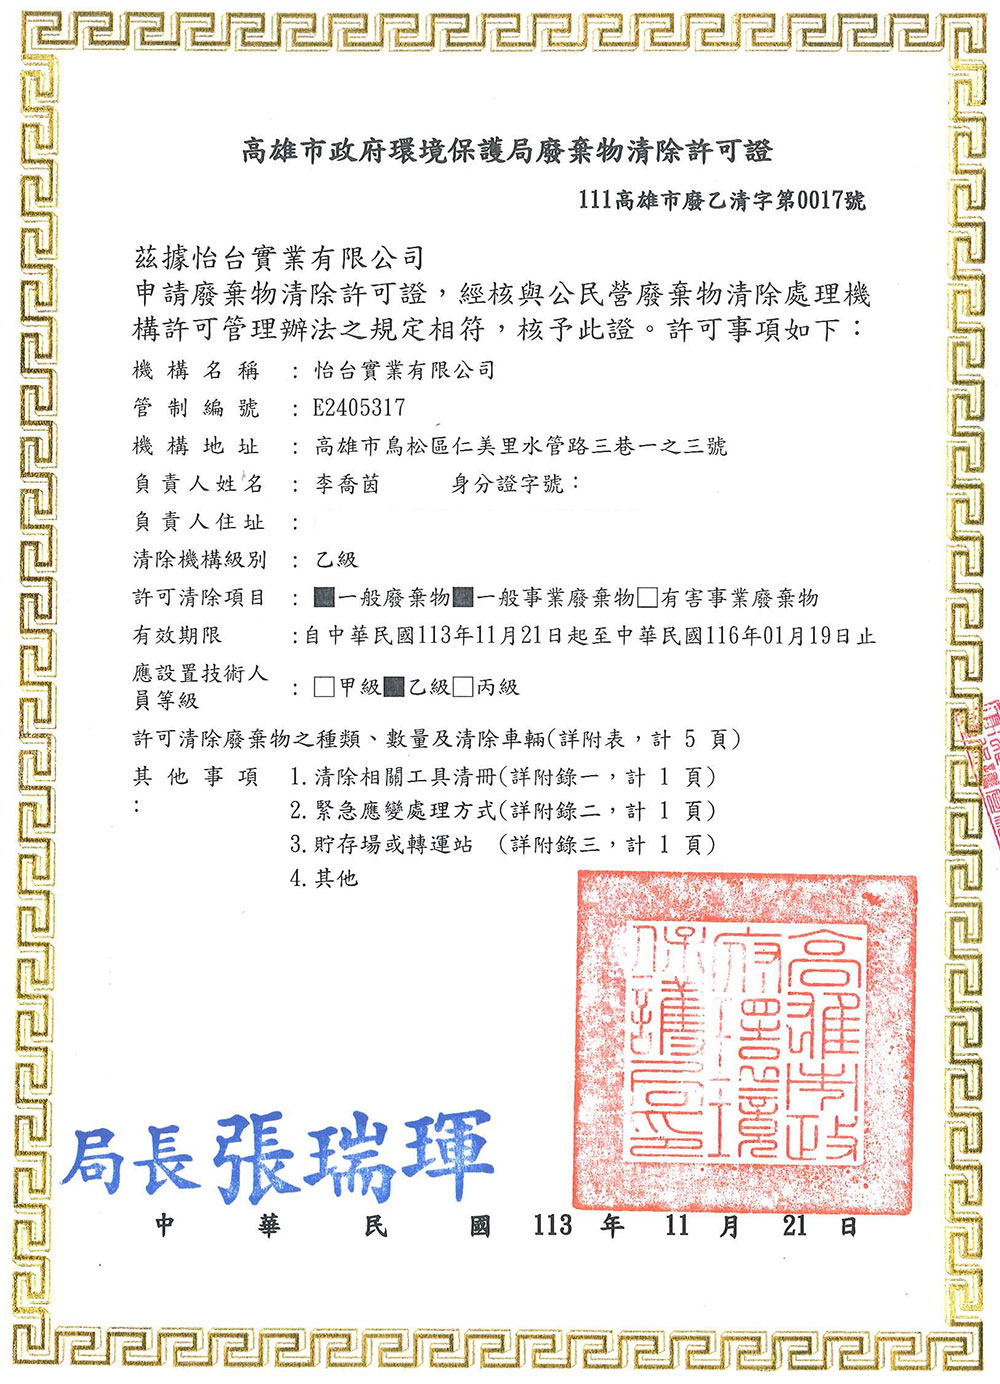 高雄市政府環境保護局廢棄物清除許可證
111高雄市廢乙清字第0017號
茲據怡台實業有限公司
申請廢棄物清除許可證，經核與公民營廢棄物清除處理機
構許可管理辦法之規定相符，核予此證。許可事項如下：
機構名稱：怡台實業有限公司
管制編號：E2405317
機構地址：高雄市鳥松區仁美里水管路三巷一之三號
負責人姓名：李喬茵 身分證字號：
負責人住址：
清除機構級別：乙級
許可清除項目：■一般廢棄物■一般事業廢棄物□有害事業廢棄物
有效期限：自中華民國113年11月21日起至中華民國116年01月19日止
應設置技術人
員等級：□甲級■乙級□丙級
許可清除廢棄物之種類、數量及清除車輛(詳附表，計 5 頁)
其他事項：1.清除相關工具清冊(詳附錄一，計 1 頁)
2.緊急應變處理方式(詳附錄二，計 1 頁)
3.貯存場或轉運站 (詳附錄三，計 1 頁)
4.其他
高雄市政
府環境
保護局印
局長張瑞琿
中華民國 113 年 11 月 21 日